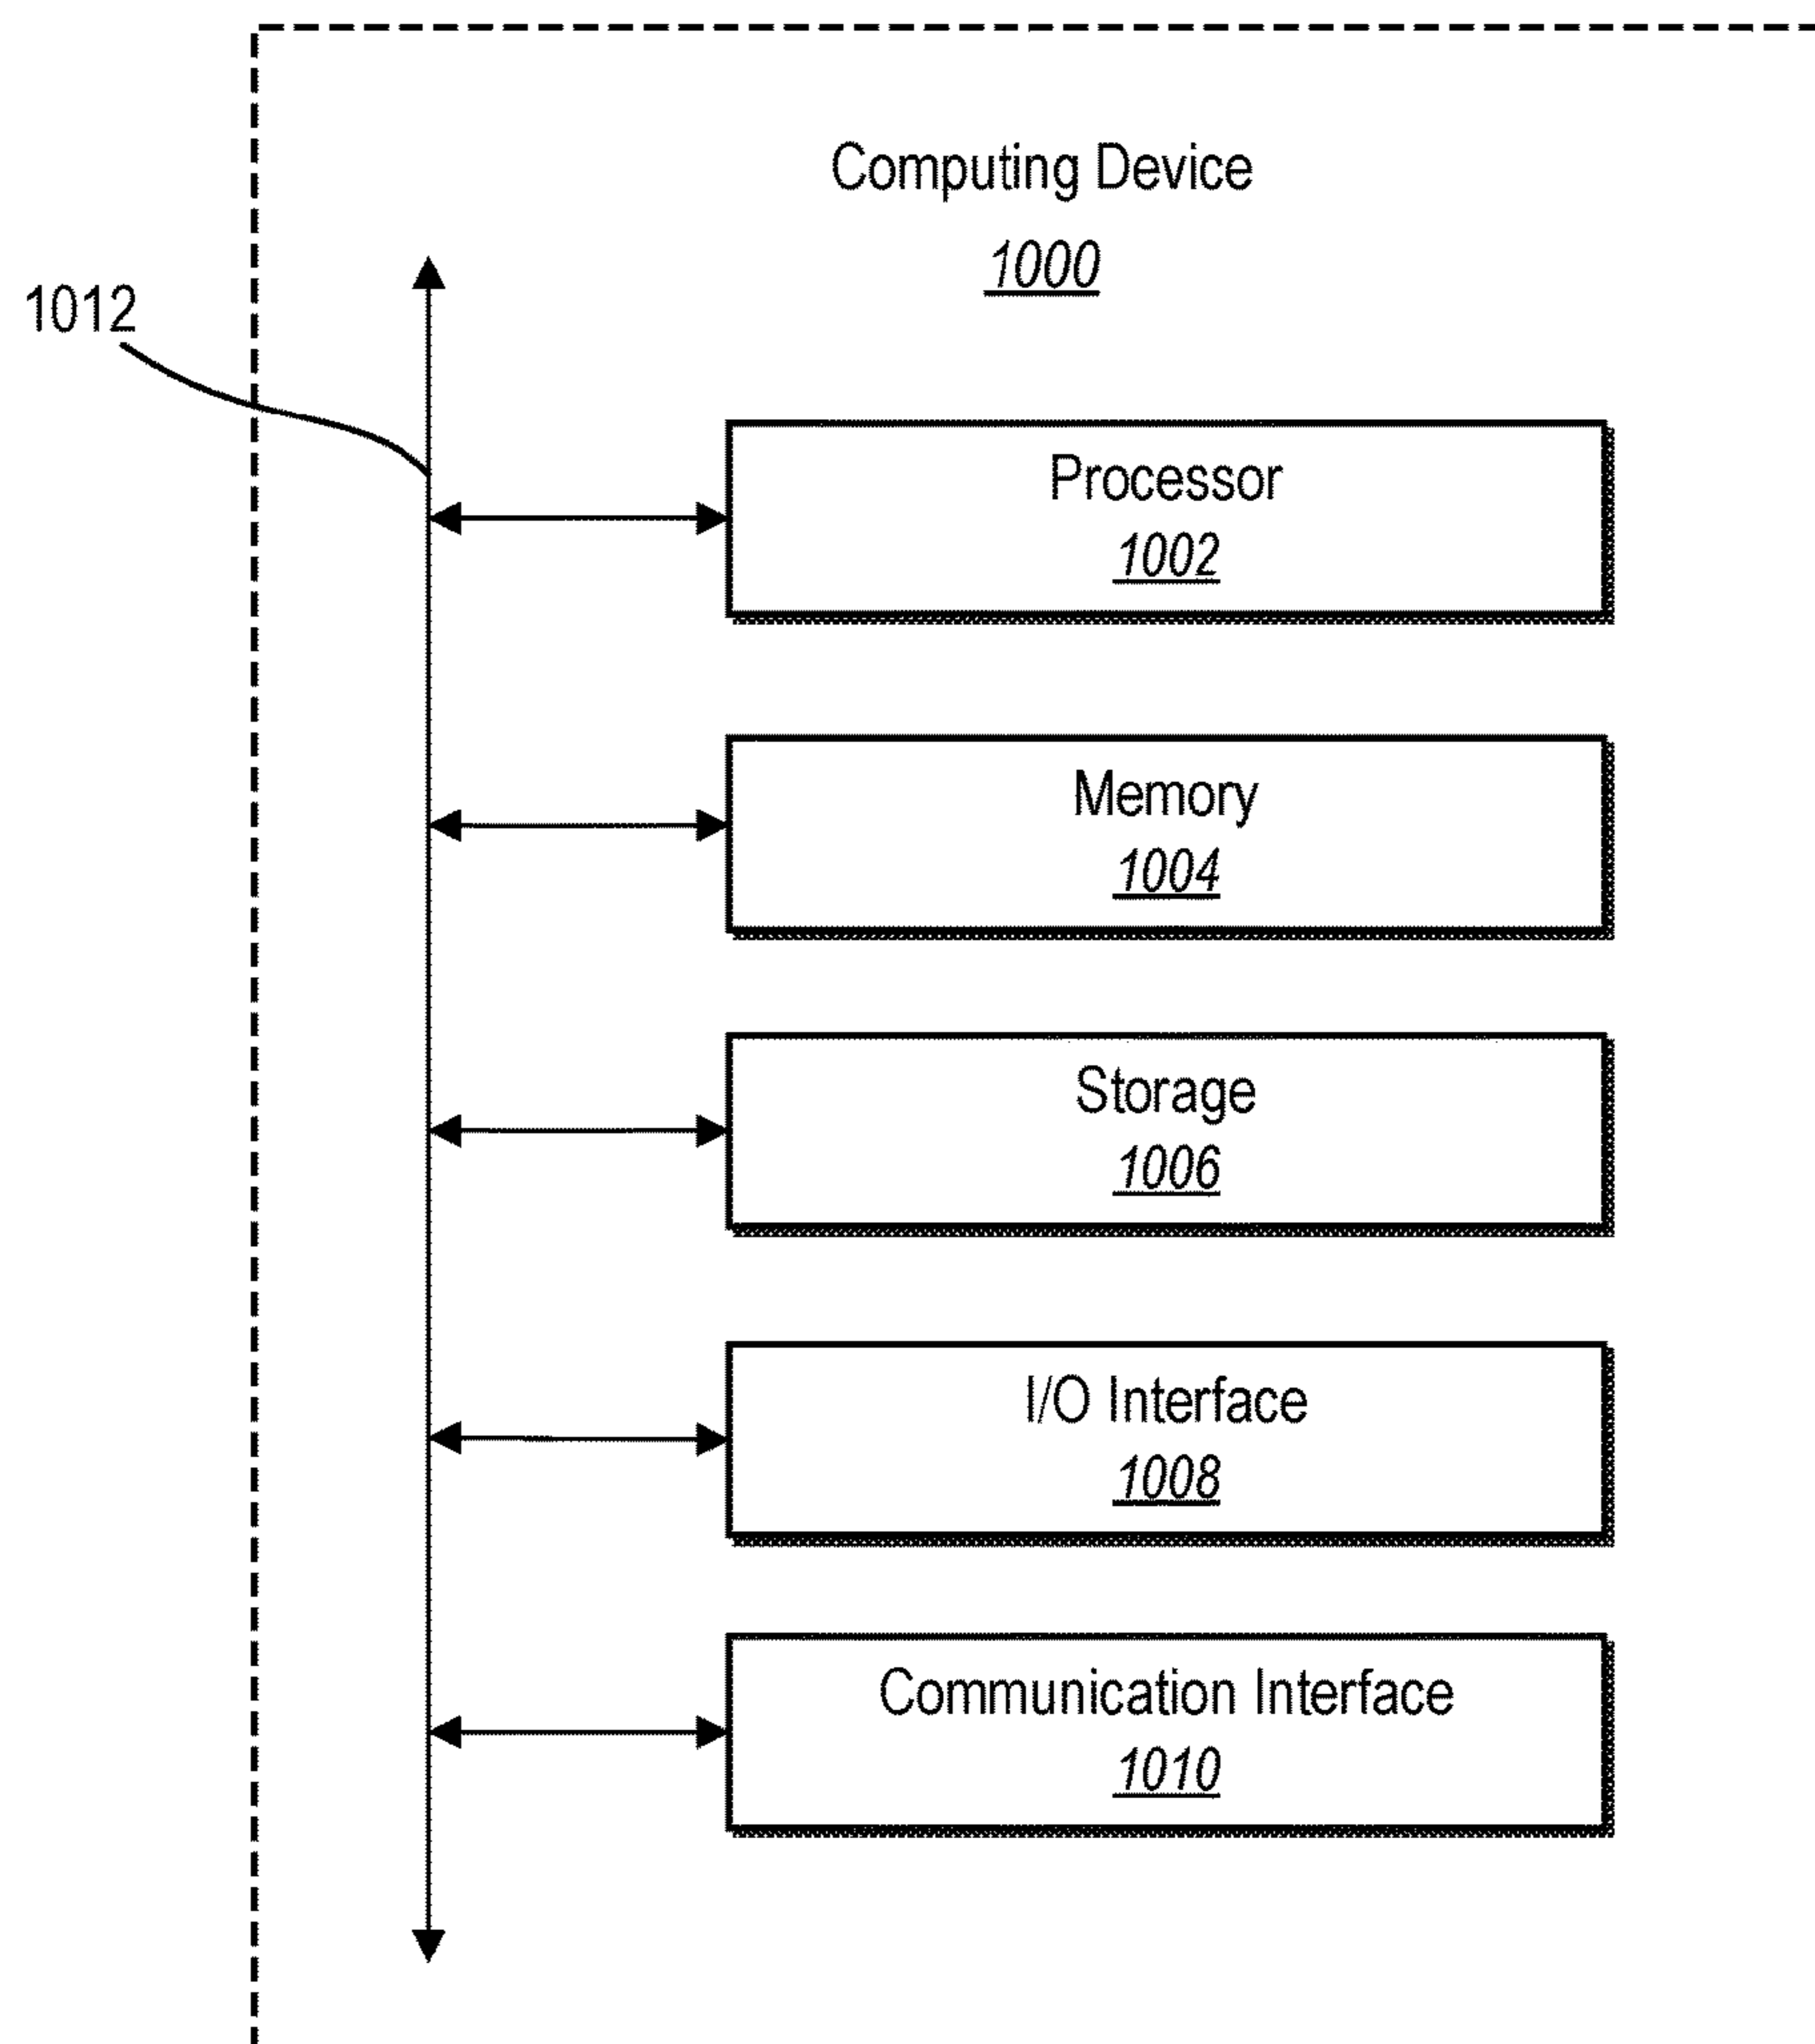 Computing Device
1000
1012
Processor
1002
Memory
1004
Storage
1006
I/O Interface
1008
Communication Interface
1010